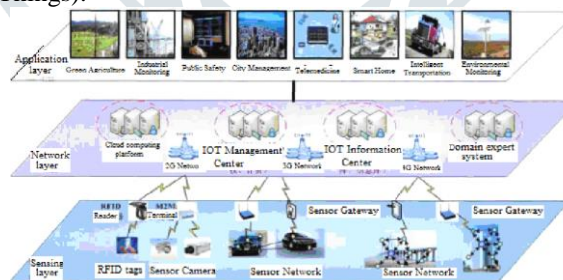 Things).
Application
layer
Green Agriculture
Industrial
Monitoring
Public Safety
City Management
Telemedicine
Smart Home
Intelligent
Transportation
Environmental
Monitoring
Network
layer
Cloud computing
platform
2G Networ
IOT Management
Center
3G Network
IOT Information
Center
4G Network
Domain expert
system
Sensing
layer
RFID
Reader
M2M
Terminal
RFID tags
Sensor Camera
Sensor Gateway
Sensor Network
Sensor Gateway
Sensor Network